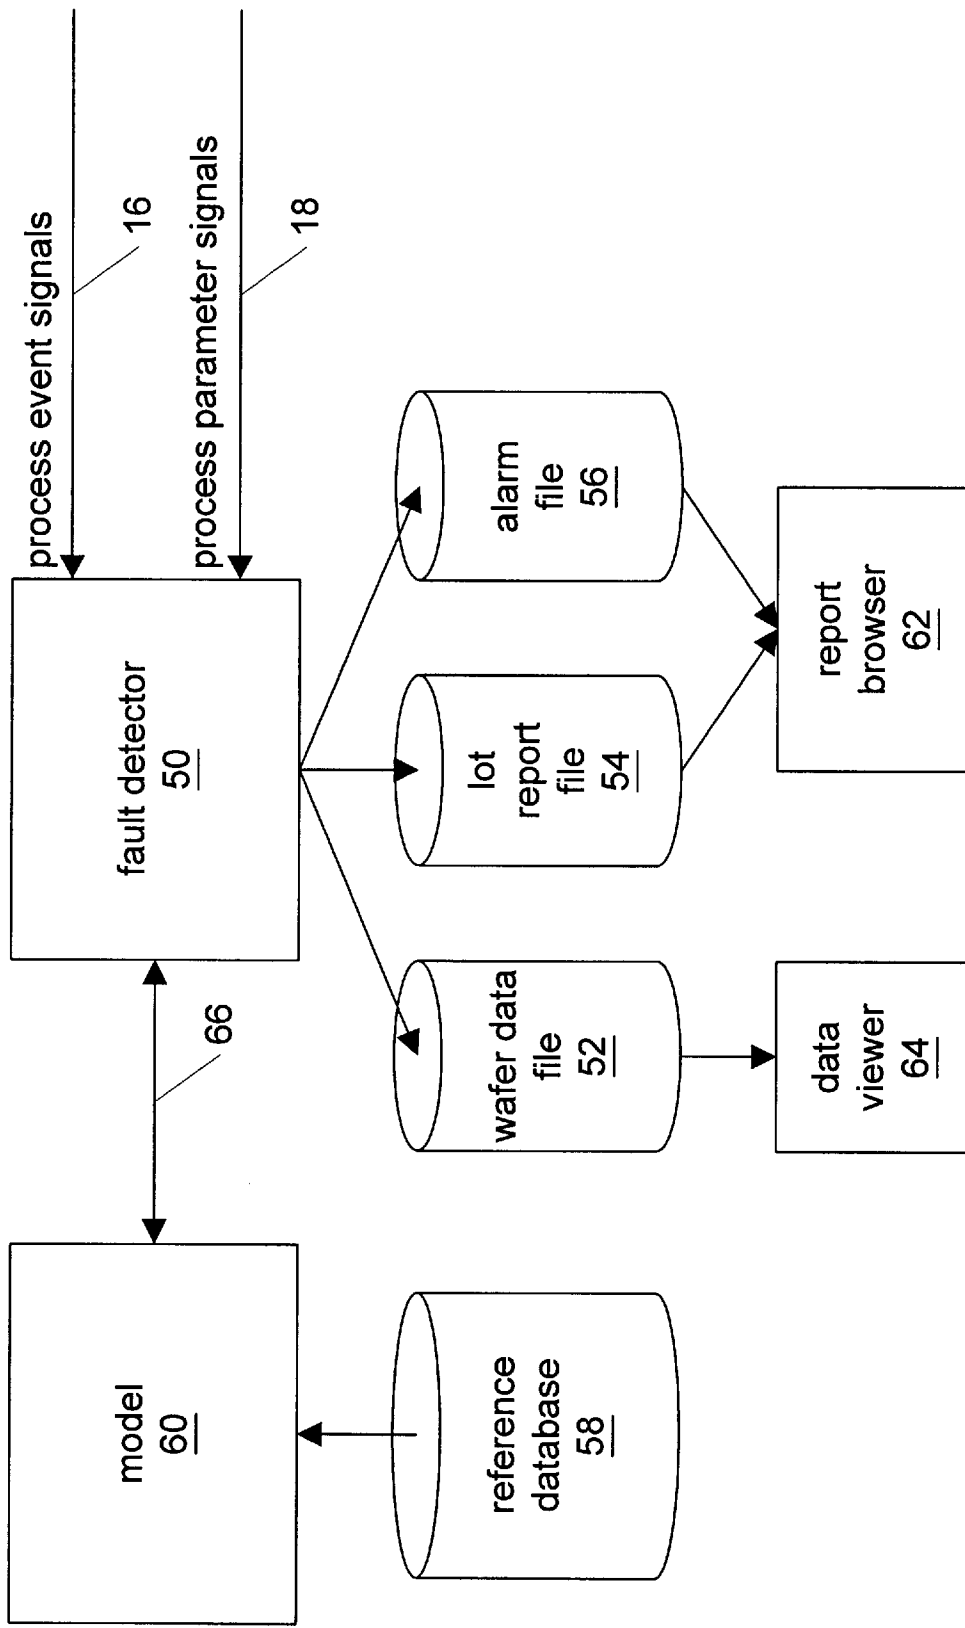 model
60
66
fault detector
50
process event signals
16
process parameter signals
18
reference
database
58
wafer data
file
52
lot
report
file
54
alarm
file
56
data
viewer
64
report
browser
62